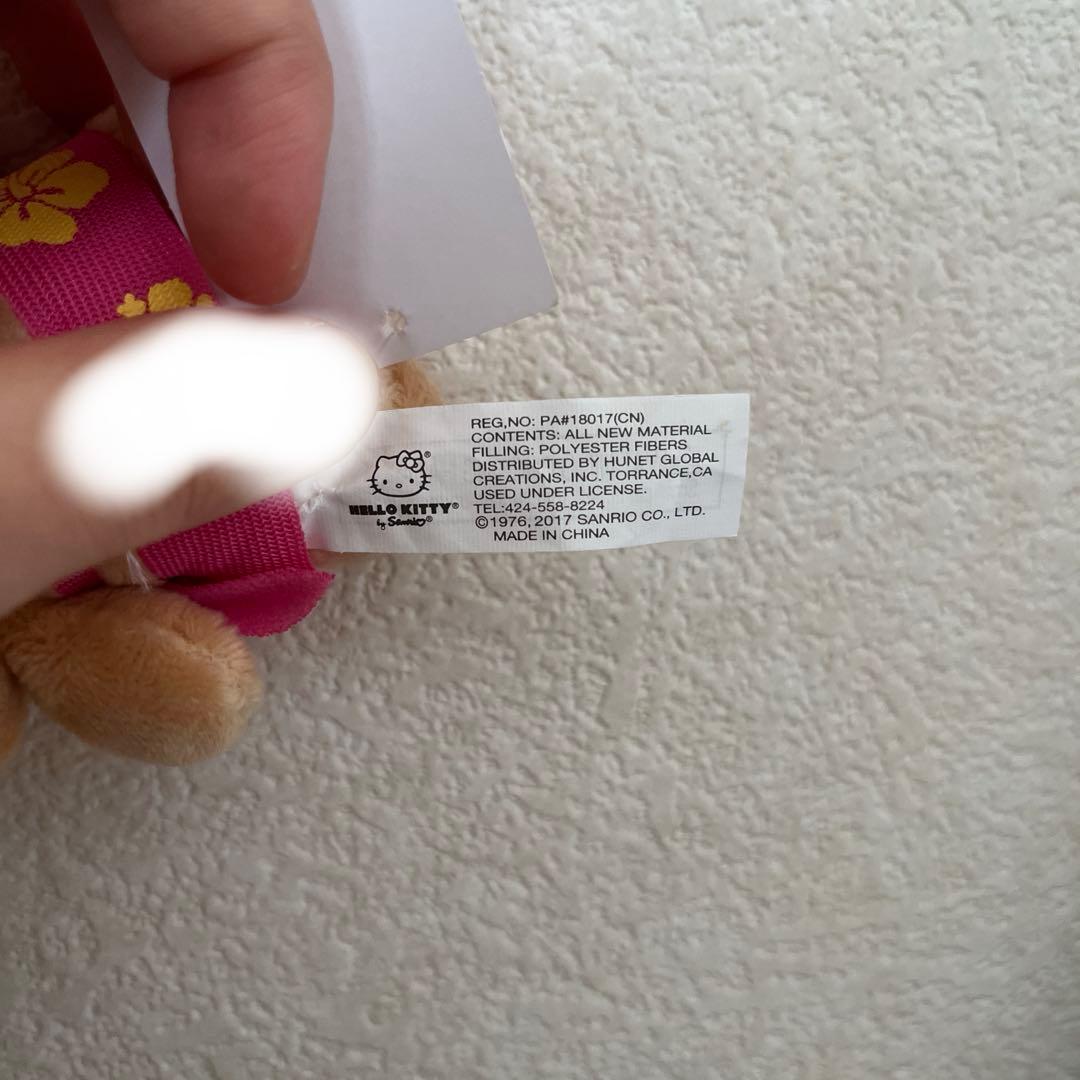 HELLO KITTY®
by Sanrio®
REG,NO: PA#18017(CN)
CONTENTS: ALL NEW MATERIAL
FILLING: POLYESTER FIBERS
DISTRIBUTED BY HUNET GLOBAL
CREATIONS, INC. TORRANCE,CA
USED UNDER LICENSE.
TEL:424-558-8224
©1976, 2017 SANRIO CO., LTD.
MADE IN CHINA